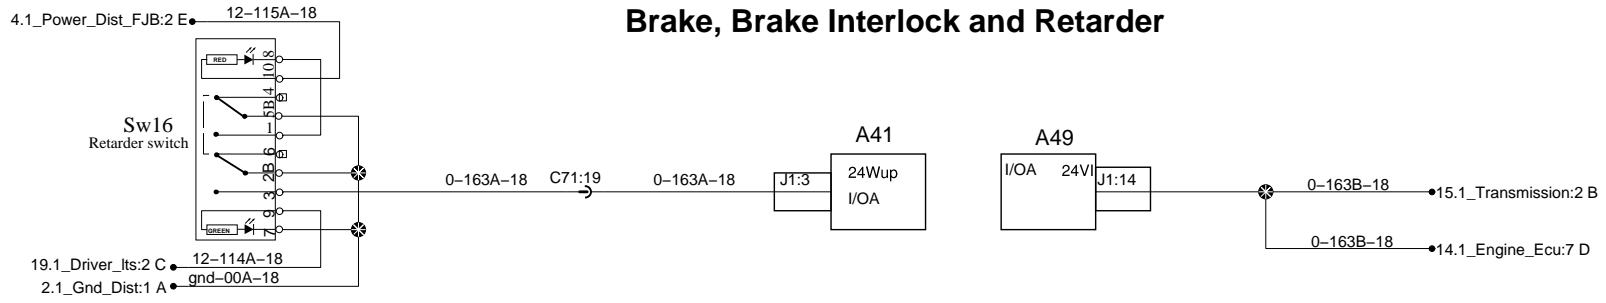 Brake, Brake Interlock and Retarder
4.1_Power_Dist_FJB:2 E
12-115A-18
RED
8
10
4
5B
1
6
2B
3
9
7
GREEN
Sw16
Retarder switch
0-163A-18
C71:19
0-163A-18
J1:3
A41
24Wup
I/OA
A49
I/OA
24VI
J1:14
0-163B-18
15.1_Transmission:2 B
0-163B-18
14.1_Engine_Ecu:7 D
19.1_Driver_lts:2 C
12-114A-18
2.1_Gnd_Dist:1 A
gnd-00A-18